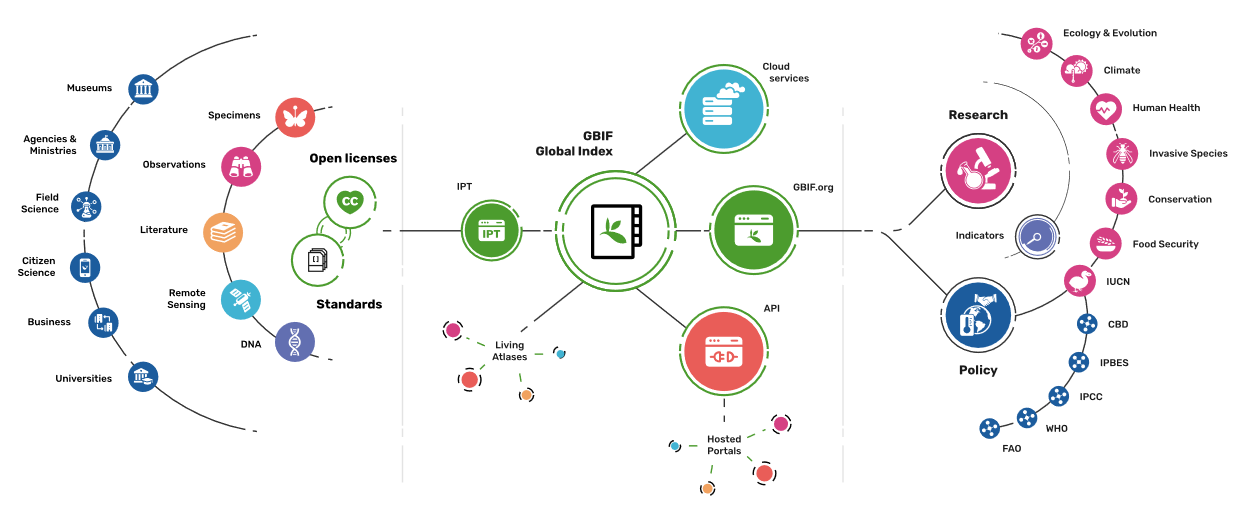 Museums
Agencies &
Ministries
Field
Science
Citizen
Science
Business
Universities
Specimens
Observations
Literature
Remote
Sensing
DNA
Open licenses
CC
Standards
IPT
IPT
GBIF
Global Index
Cloud
services
GBIF.org
API
Living
Atlases
Hosted
Portals
Research
Indicators
Policy
Ecology & Evolution
Climate
Human Health
Invasive Species
Conservation
Food Security
IUCN
CBD
IPBES
IPCC
WHO
FAO